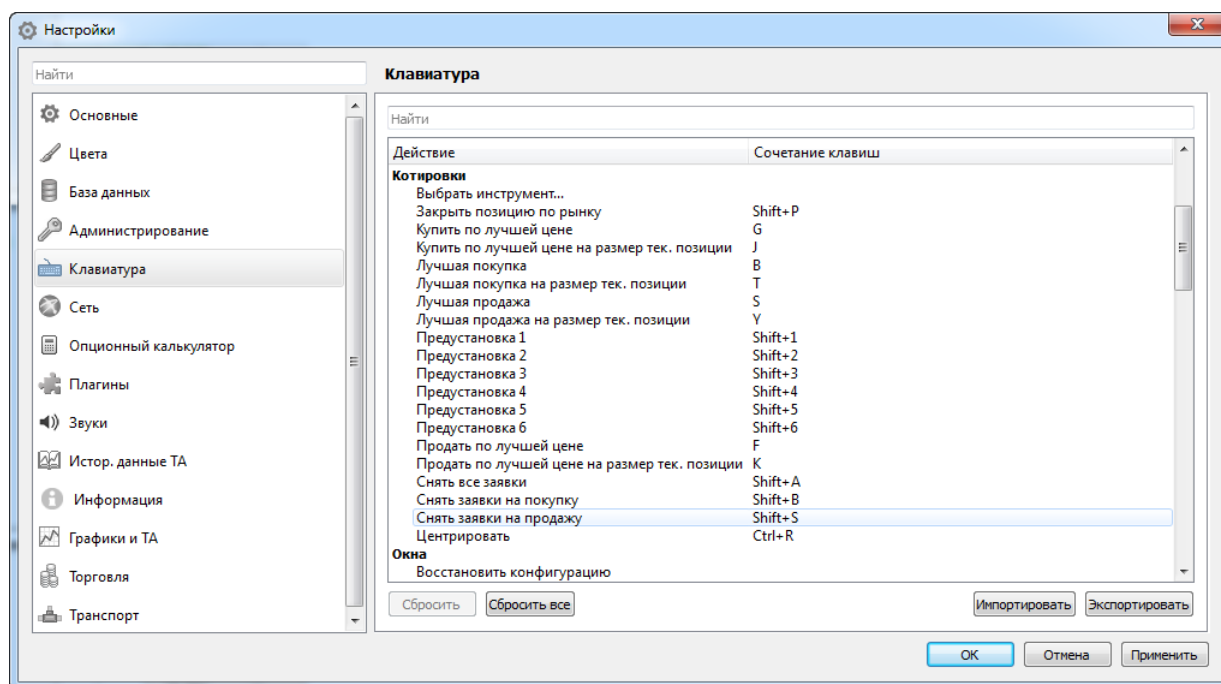 Настройки
Найти
Основные
Цвета
База данных
Администрирование
Клавиатура
Сеть
Опционный калькулятор
Плагины
Звуки
Истор. данные ТА
Информация
Графики и ТА
Торговля
Транспорт
Клавиатура
Найти
Действие Сочетание клавиш
Котировки
Выбрать инструмент...
Закрыть позицию по рынку Shift+P
Купить по лучшей цене G
Купить по лучшей цене на размер тек. позиции J
Лучшая покупка B
Лучшая покупка на размер тек. позиции T
Лучшая продажа S
Лучшая продажа на размер тек. позиции Y
Предустановка 1 Shift+1
Предустановка 2 Shift+2
Предустановка 3 Shift+3
Предустановка 4 Shift+4
Предустановка 5 Shift+5
Предустановка 6 Shift+6
Продать по лучшей цене F
Продать по лучшей цене на размер тек. позиции K
Снять все заявки Shift+A
Снять заявки на покупку Shift+B
Снять заявки на продажу Shift+S
Центрировать Ctrl+R
Окна
Восстановить конфигурацию
Сбросить Сбросить все Импортировать Экспортировать
OK Отмена Применить